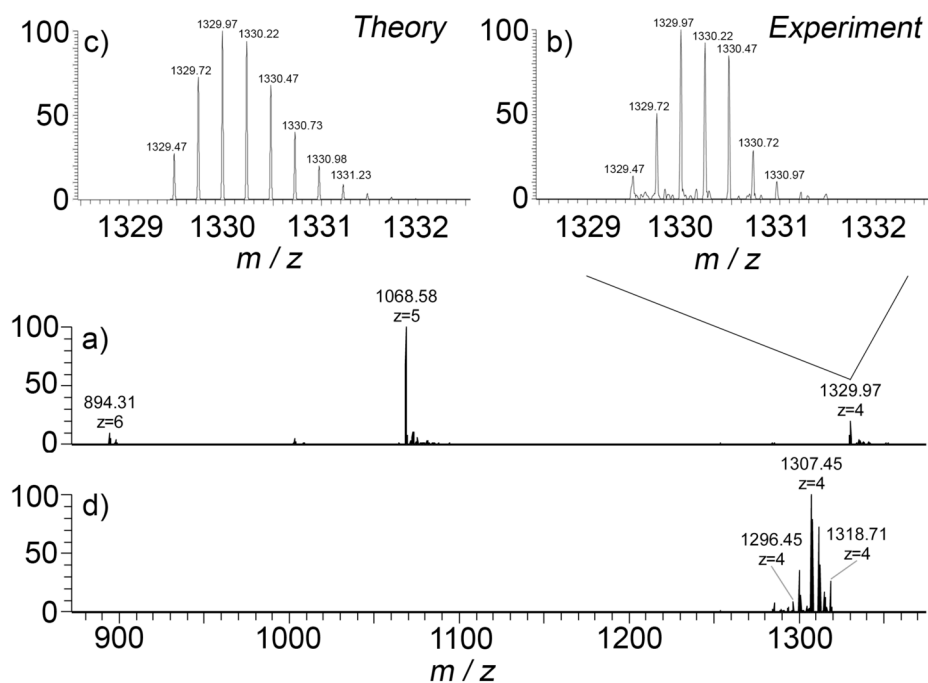 c) Theory
100
50
0
1329.47
1329.72
1329.97
1330.22
1330.47
1330.73
1330.98
1331.23
1329 1330 1331 1332
m / z
b) Experiment
100
50
0
1329.47
1329.72
1329.97
1330.22
1330.47
1330.72
1330.97
1329 1330 1331 1332
m / z
a)
100
50
0
894.31
z=6
1068.58
z=5
1329.97
z=4
d)
100
50
0
1296.45
z=4
1307.45
z=4
1318.71
z=4
900 1000 1100 1200 1300
m / z